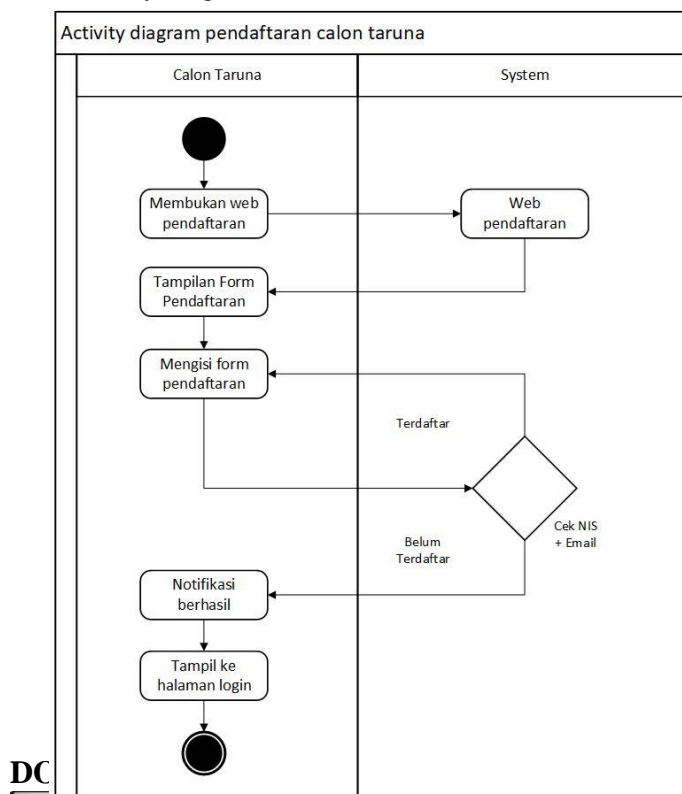 Activity diagram pendaftaran calon taruna
Calon Taruna
System
Membukan web
pendaftaran
Web
pendaftaran
Tampilan Form
Pendaftaran
Mengisi form
pendaftaran
Terdaftar
Cek NIS
+ Email
Belum
Terdaftar
Notifikasi
berhasil
Tampil ke
halaman login